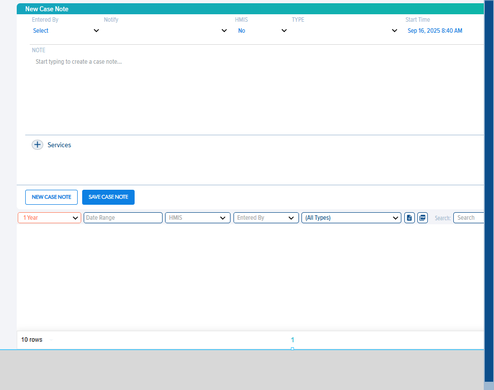 New Case Note
Entered By Notify HMIS TYPE Start Time
Select No Sep 16, 2025 8:40 AM
NOTE
Start typing to create a case note...
Services
NEW CASE NOTE SAVE CASE NOTE
1 Year Date Range HMIS Entered By (All Types) Search: Search
10 rows 1